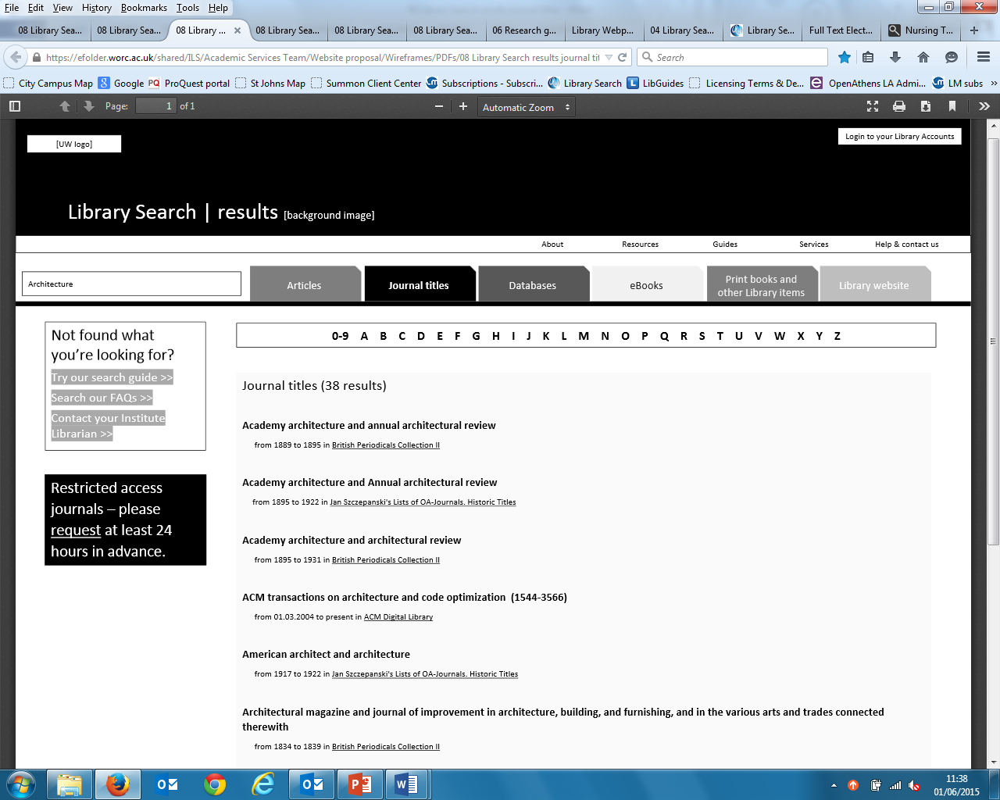 File Edit View History Bookmarks Tools Help
08 Library Sea... 08 Library Sea... 08 Library ... 08 Library Sea... 08 Library Sea... 08 Library Sea... 06 Research g... Library Webp... 04 Library Sear... Library Se... Full Text Elect... Nursing T...
https://efolder.worc.ac.uk/shared/ILS/Academic Services Team/Website proposal/Wireframes/PDFs/08 Library Search results journal tit Search
City Campus Map Google ProQuest portal St Johns Map Summon Client Center Subscriptions - Subscri... Library Search LibGuides Licensing Terms & De... OpenAthens LA Admi... LM subs
Page: 1 of 1 Automatic Zoom
[UW logo] Login to your Library Accounts
Library Search | results [background image]
About Resources Guides Services Help & contact us
Architecture Articles Journal titles Databases eBooks Print books and other Library items Library website
Not found what
you're looking for?
Try our search guide >>
Search our FAQs >>
Contact your Institute
Librarian >>
Restricted access
journals – please
request at least 24
hours in advance.
0-9 A B C D E F G H I J K L M N O P Q R S T U V W X Y Z
Journal titles (38 results)
Academy architecture and annual architectural review
from 1889 to 1895 in British Periodicals Collection II
Academy architecture and Annual architectural review
from 1895 to 1922 in Jan Szczepanski's Lists of OA-Journals. Historic Titles
Academy architecture and architectural review
from 1895 to 1931 in British Periodicals Collection II
ACM transactions on architecture and code optimization (1544-3566)
from 01.03.2004 to present in ACM Digital Library
American architect and architecture
from 1917 to 1922 in Jan Szczepanski's Lists of OA-Journals. Historic Titles
Architectural magazine and journal of improvement in architecture, building, and furnishing, and in the various arts and trades connected
therewith
from 1834 to 1839 in British Periodicals Collection II
11:38
01/06/2015